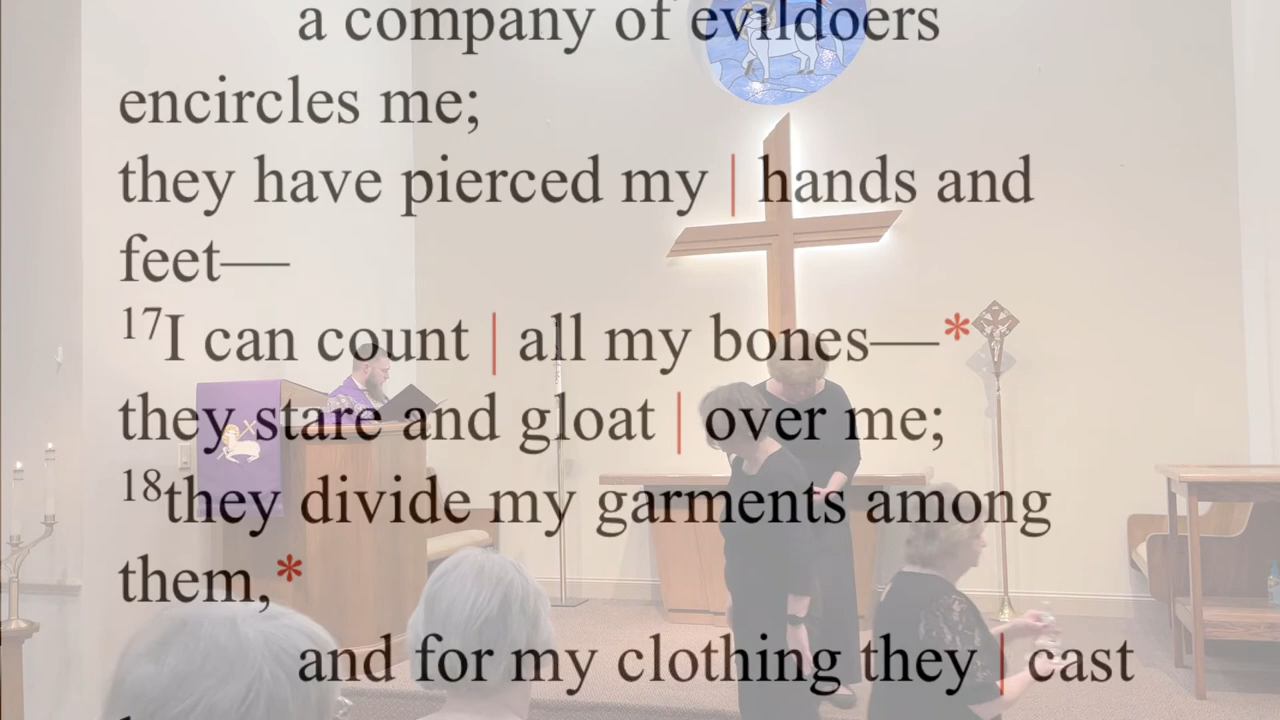 a company of evildoers
encircles me;
they have pierced my | hands and
feet—
17I can count | all my bones—*
they stare and gloat | over me;
18they divide my garments among
them,*
and for my clothing they | cast